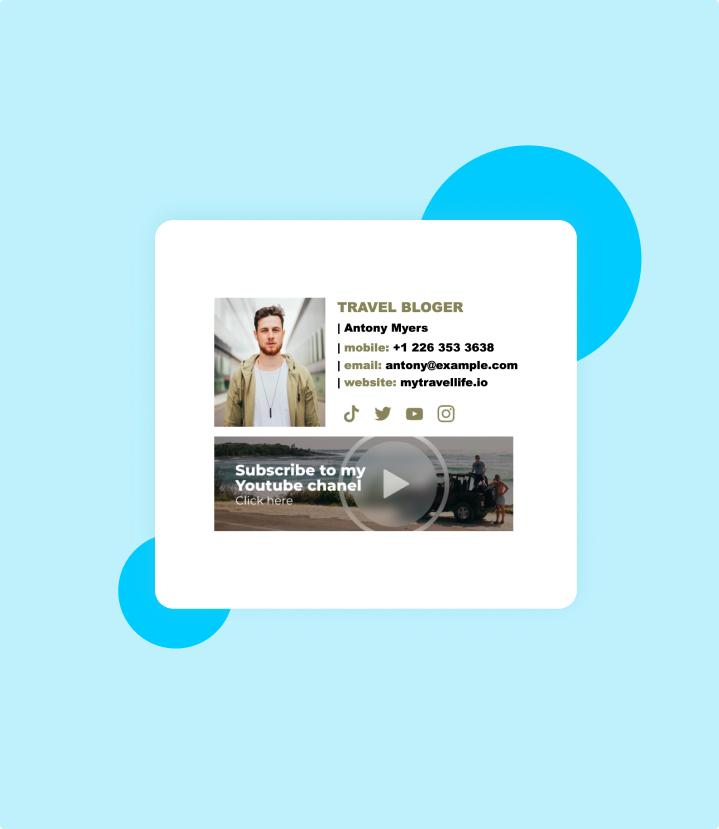 TRAVEL BLOGER
| Antony Myers
| mobile: +1 226 353 3638
| email: antony@example.com
| website: mytravellife.io
Subscribe to my
Youtube chanel
Click here